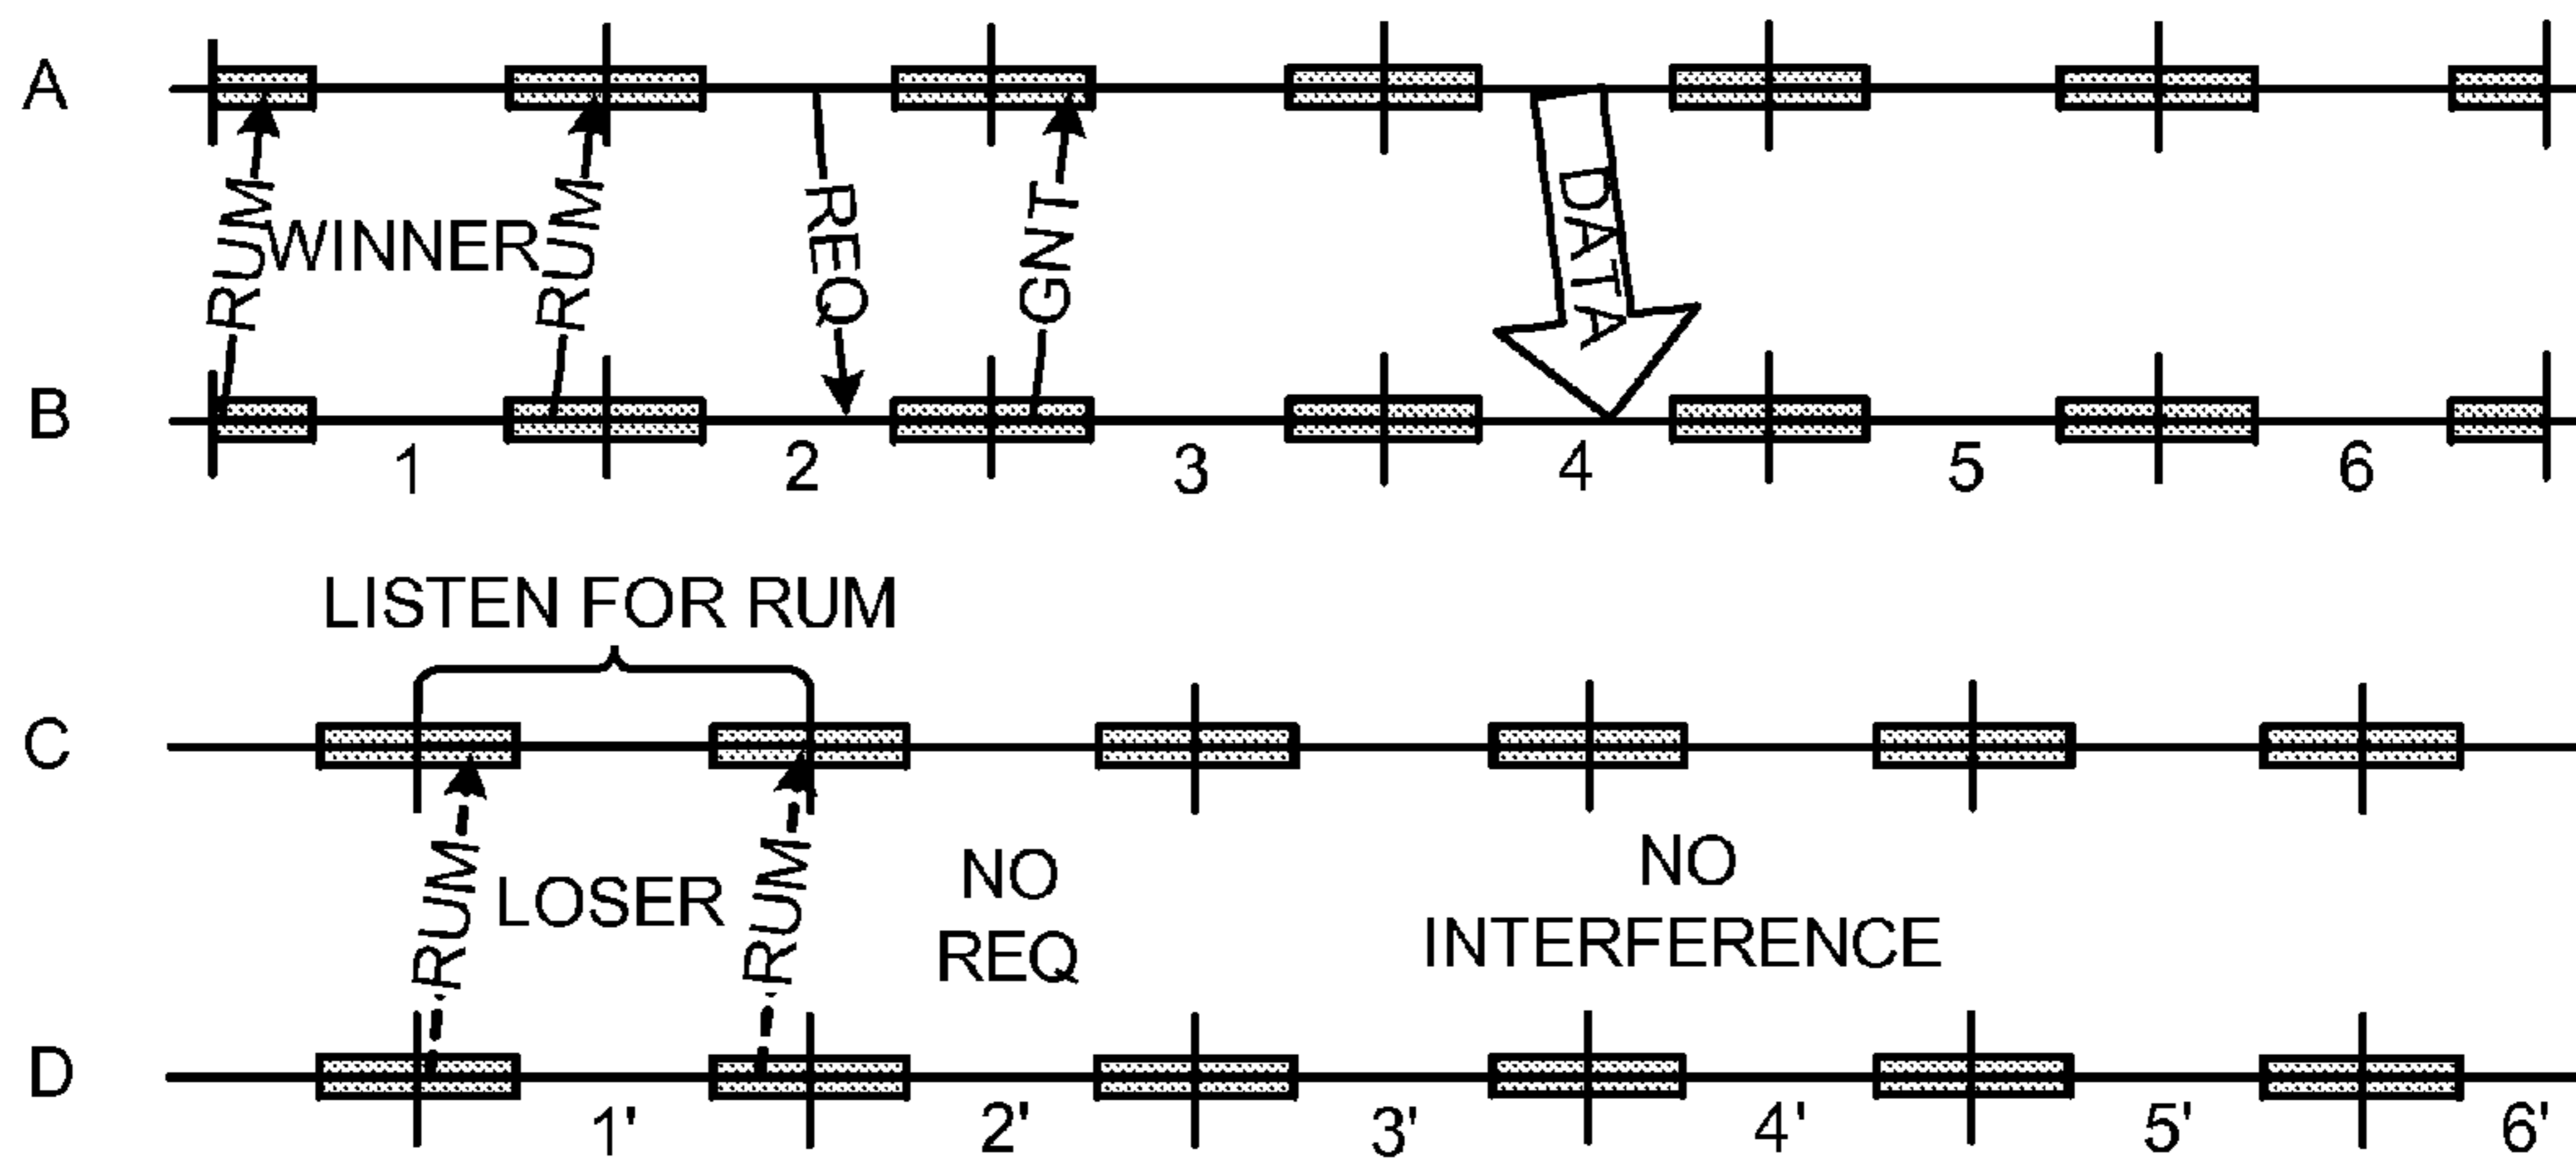 A
RUM
WINNER
RUM
REQ
GNT
DATA
B
1
2
3
4
5
6
LISTEN FOR RUM
C
RUM
LOSER
RUM
NO
REQ
NO
INTERFERENCE
D
1'
2'
3'
4'
5'
6'